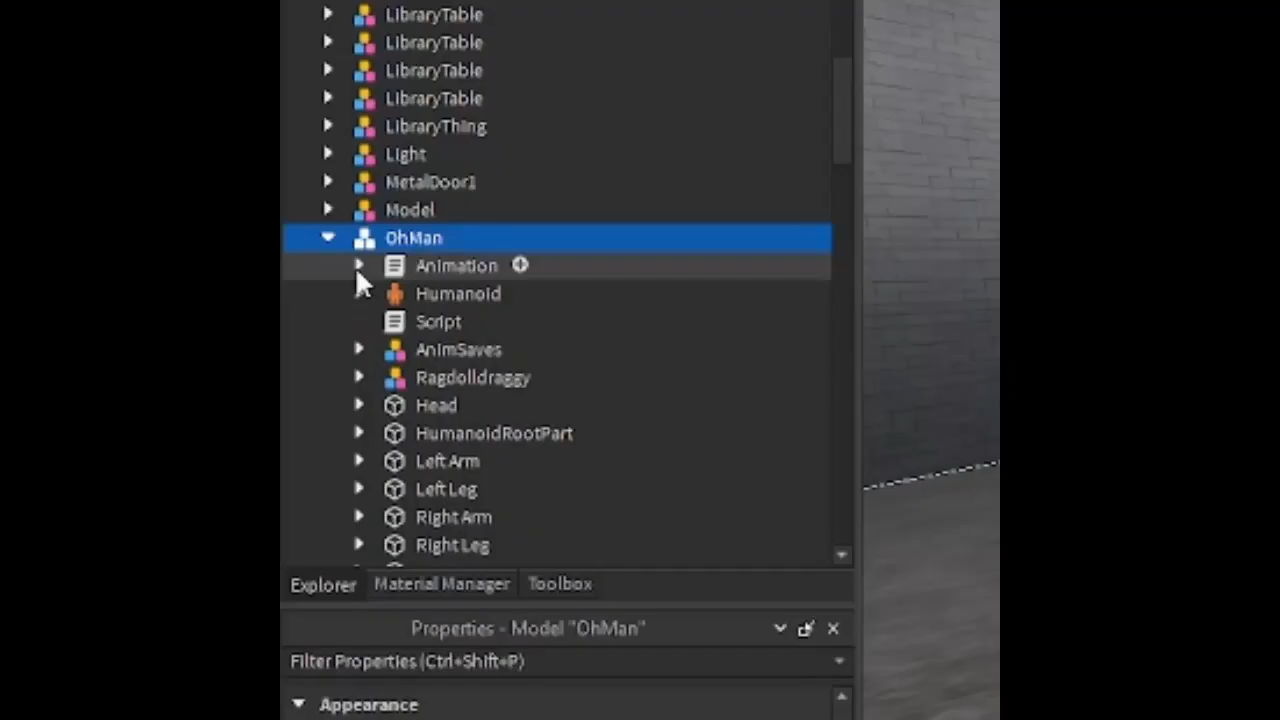 LibraryTable
LibraryTable
LibraryTable
LibraryTable
LibraryThing
Light
MetalDoor1
Model
OhMan
Animation
Humanoid
Script
AnimSaves
Ragdolldraggy
Head
HumanoidRootPart
Left Arm
Left Leg
Right Arm
Right Leg
Explorer Material Manager Toolbox
Properties - Model "OhMan"
Filter Properties (Ctrl+Shift+P)
Appearance